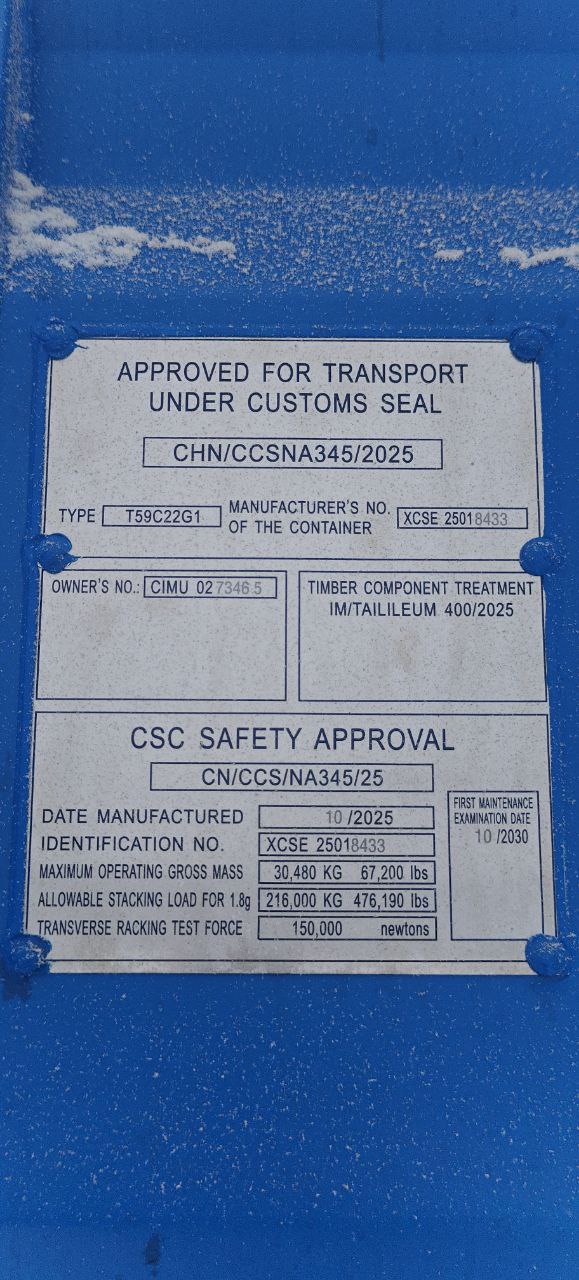 APPROVED FOR TRANSPORT
UNDER CUSTOMS SEAL
CHN/CCSNA345/2025
TYPE T59C22G1 MANUFACTURER'S NO. OF THE CONTAINER XCSE 25018433
OWNER'S NO.: CIMU 027346 5
TIMBER COMPONENT TREATMENT
IM/TAILILEUM 400/2025
CSC SAFETY APPROVAL
CN/CCS/NA345/25
DATE MANUFACTURED 10/2025
IDENTIFICATION NO. XCSE 25018433
MAXIMUM OPERATING GROSS MASS 30,480 KG 67,200 lbs
ALLOWABLE STACKING LOAD FOR 1.8g 216,000 KG 476,190 lbs
TRANSVERSE RACKING TEST FORCE 150,000 newtons
FIRST MAINTENANCE
EXAMINATION DATE
10/2030